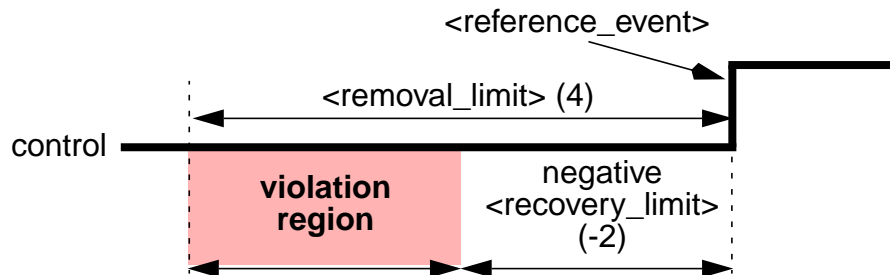 <reference_event>
<removal_limit> (4)
control
violation
region
negative
<recovery_limit>
(-2)